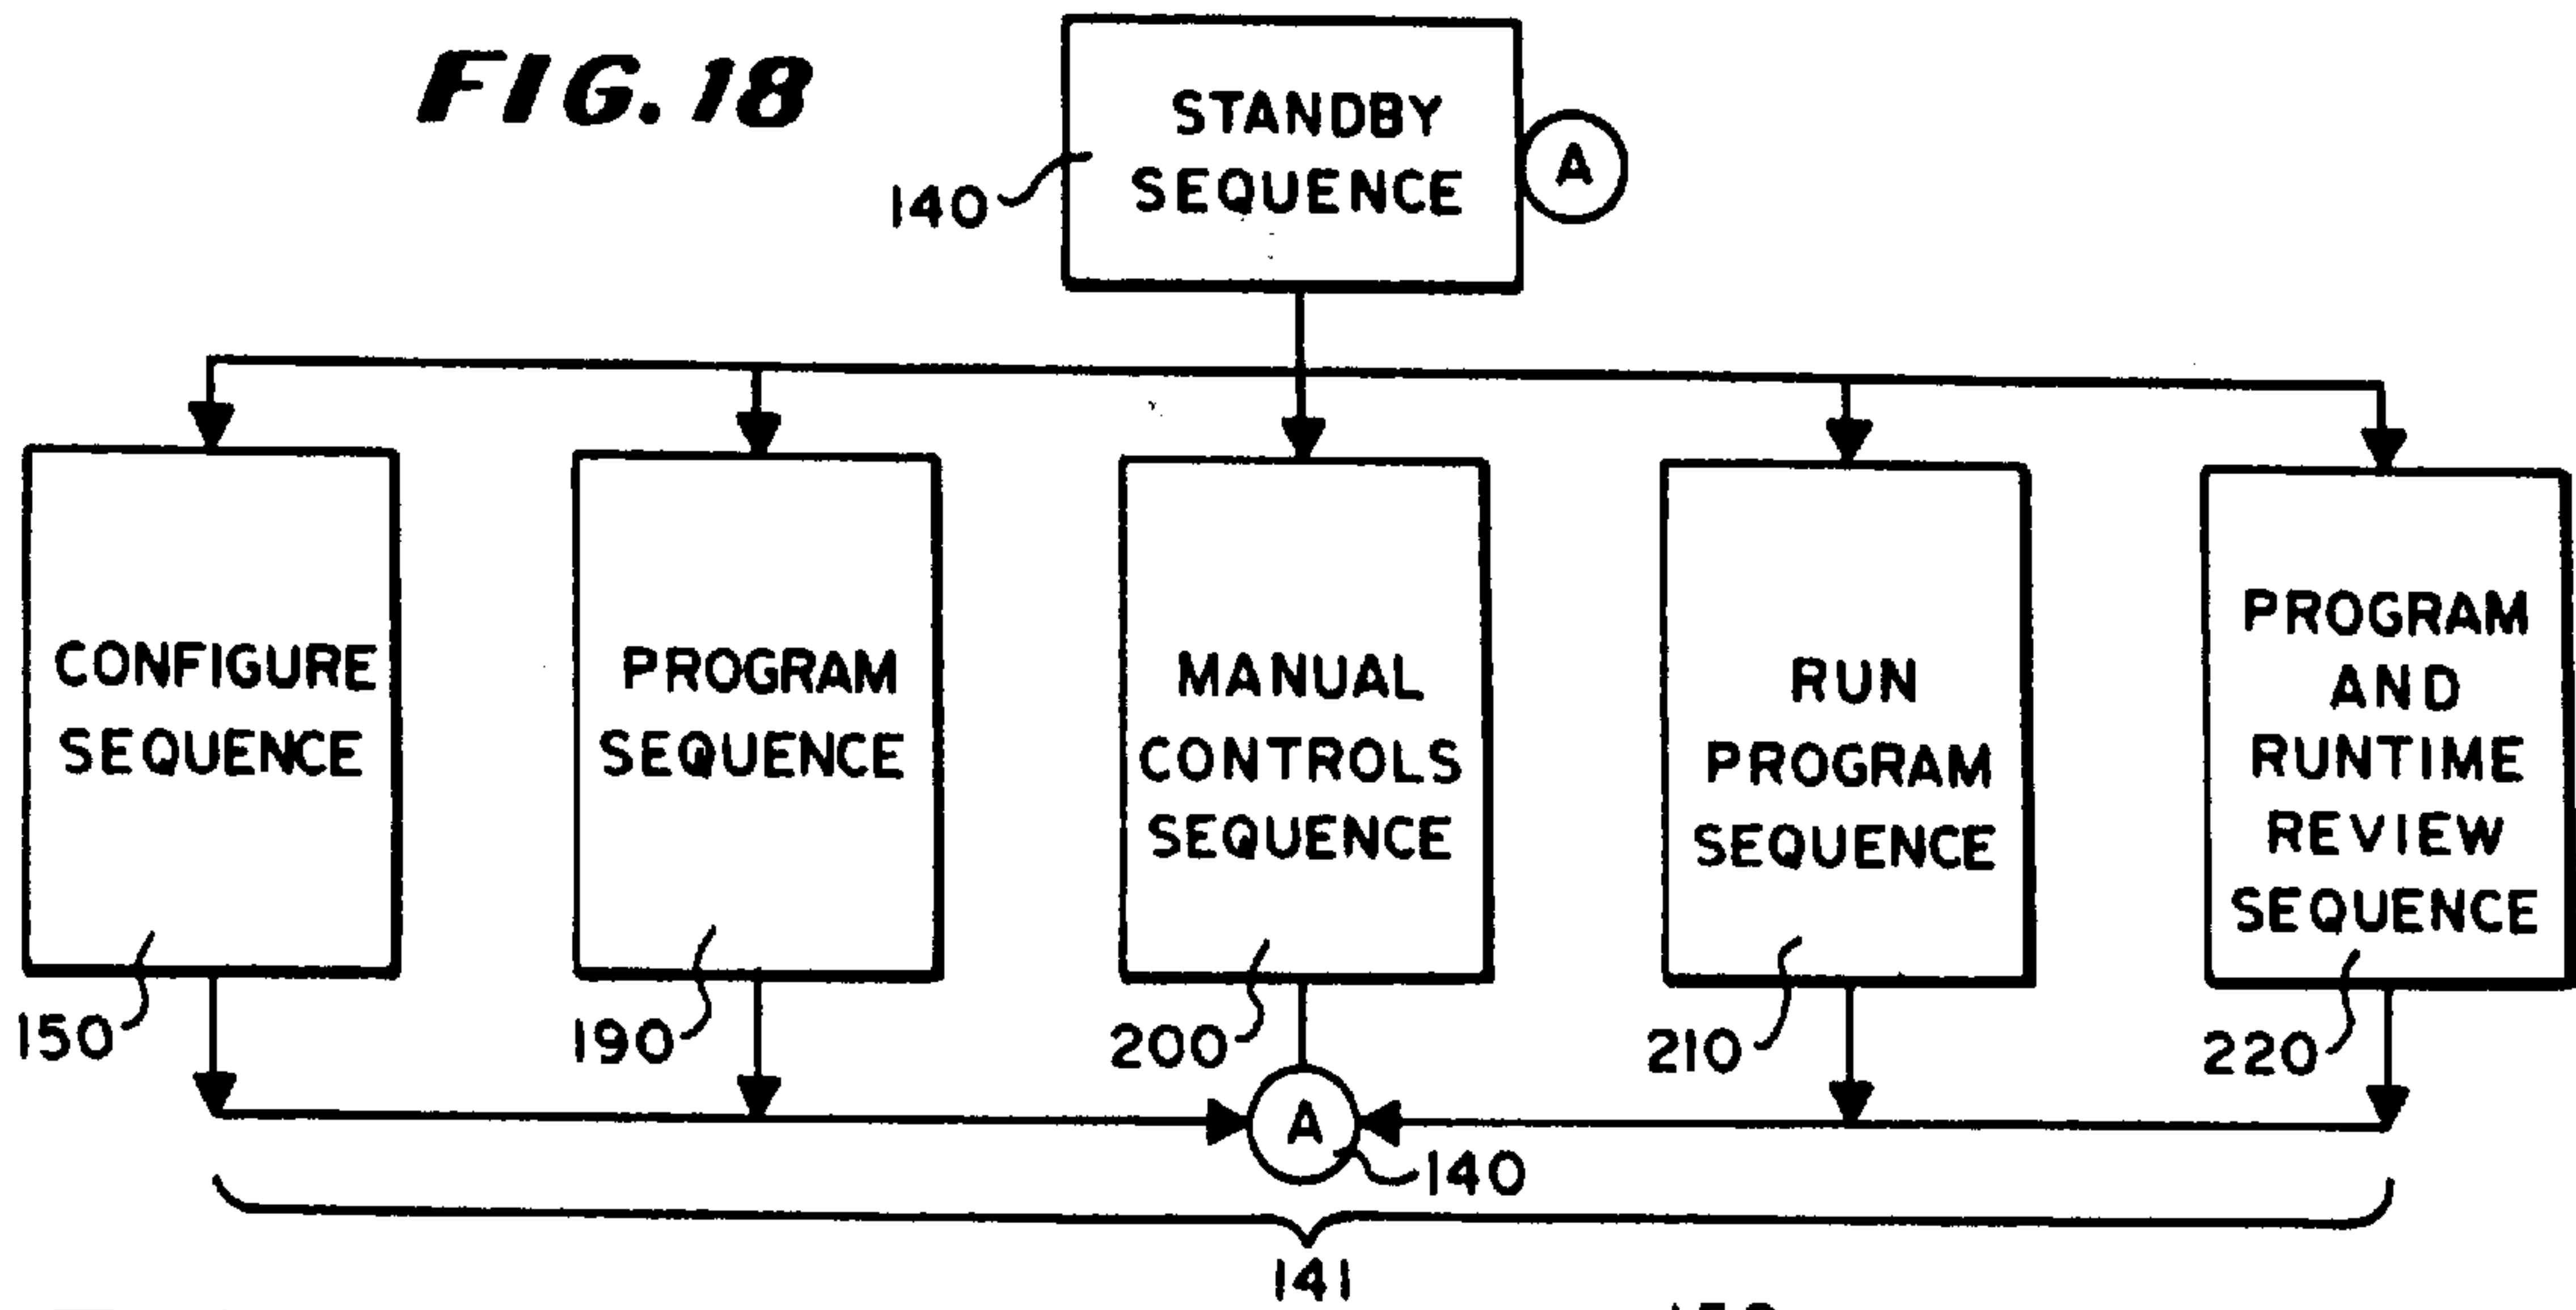 FIG. 18
STANDBY
SEQUENCE
A
140
CONFIGURE
SEQUENCE
150
PROGRAM
SEQUENCE
190
MANUAL
CONTROLS
SEQUENCE
200
RUN
PROGRAM
SEQUENCE
210
PROGRAM
AND
RUNTIME
REVIEW
SEQUENCE
220
A
140
141